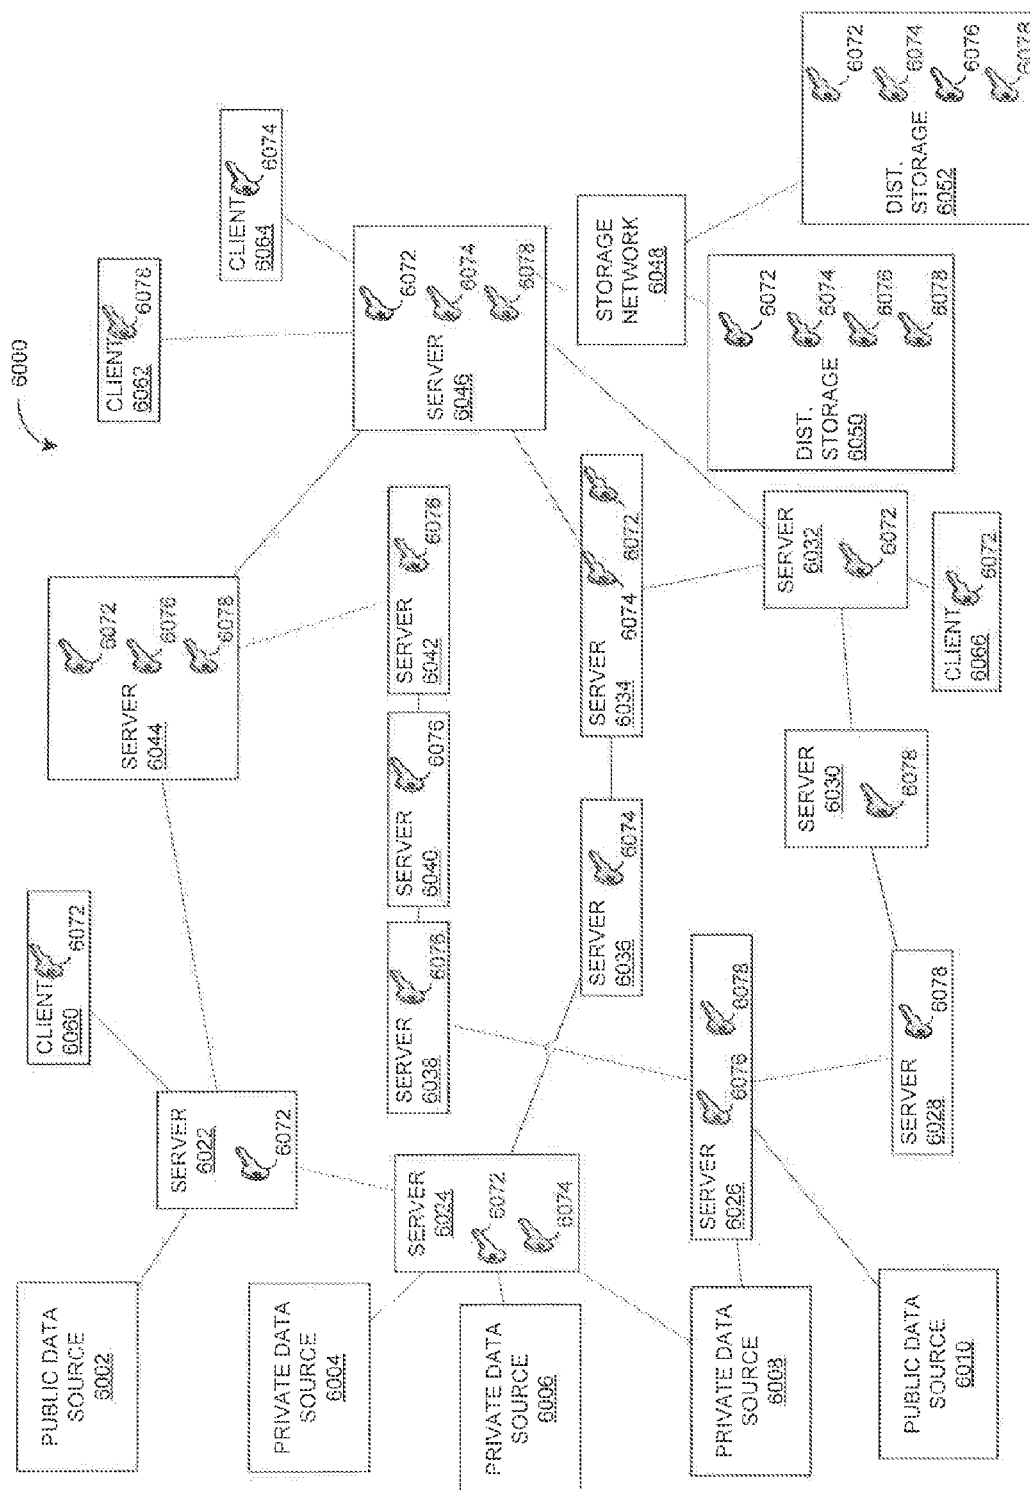 6000
PUBLIC DATA
SOURCE
6002
PRIVATE DATA
SOURCE
6004
PRIVATE DATA
SOURCE
6006
PRIVATE DATA
SOURCE
6008
PUBLIC DATA
SOURCE
6010
SERVER
6022
6072
CLIENT
6060
6072
SERVER
6024
6072
6074
SERVER
6026
6076
6078
SERVER
6028
6078
SERVER
6038
6076
SERVER
6040
6076
SERVER
6042
6076
SERVER
6036
6074
SERVER
6030
6078
SERVER
6044
6072
6076
6078
SERVER
6034
6074
6072
SERVER
6032
6072
CLIENT
6066
6072
CLIENT
6062
6078
CLIENT
6064
6074
SERVER
6046
6072
6074
6078
STORAGE
NETWORK
6048
DIST.
STORAGE
6050
6072
6074
6076
6078
DIST.
STORAGE
6052
6072
6074
6076
6078